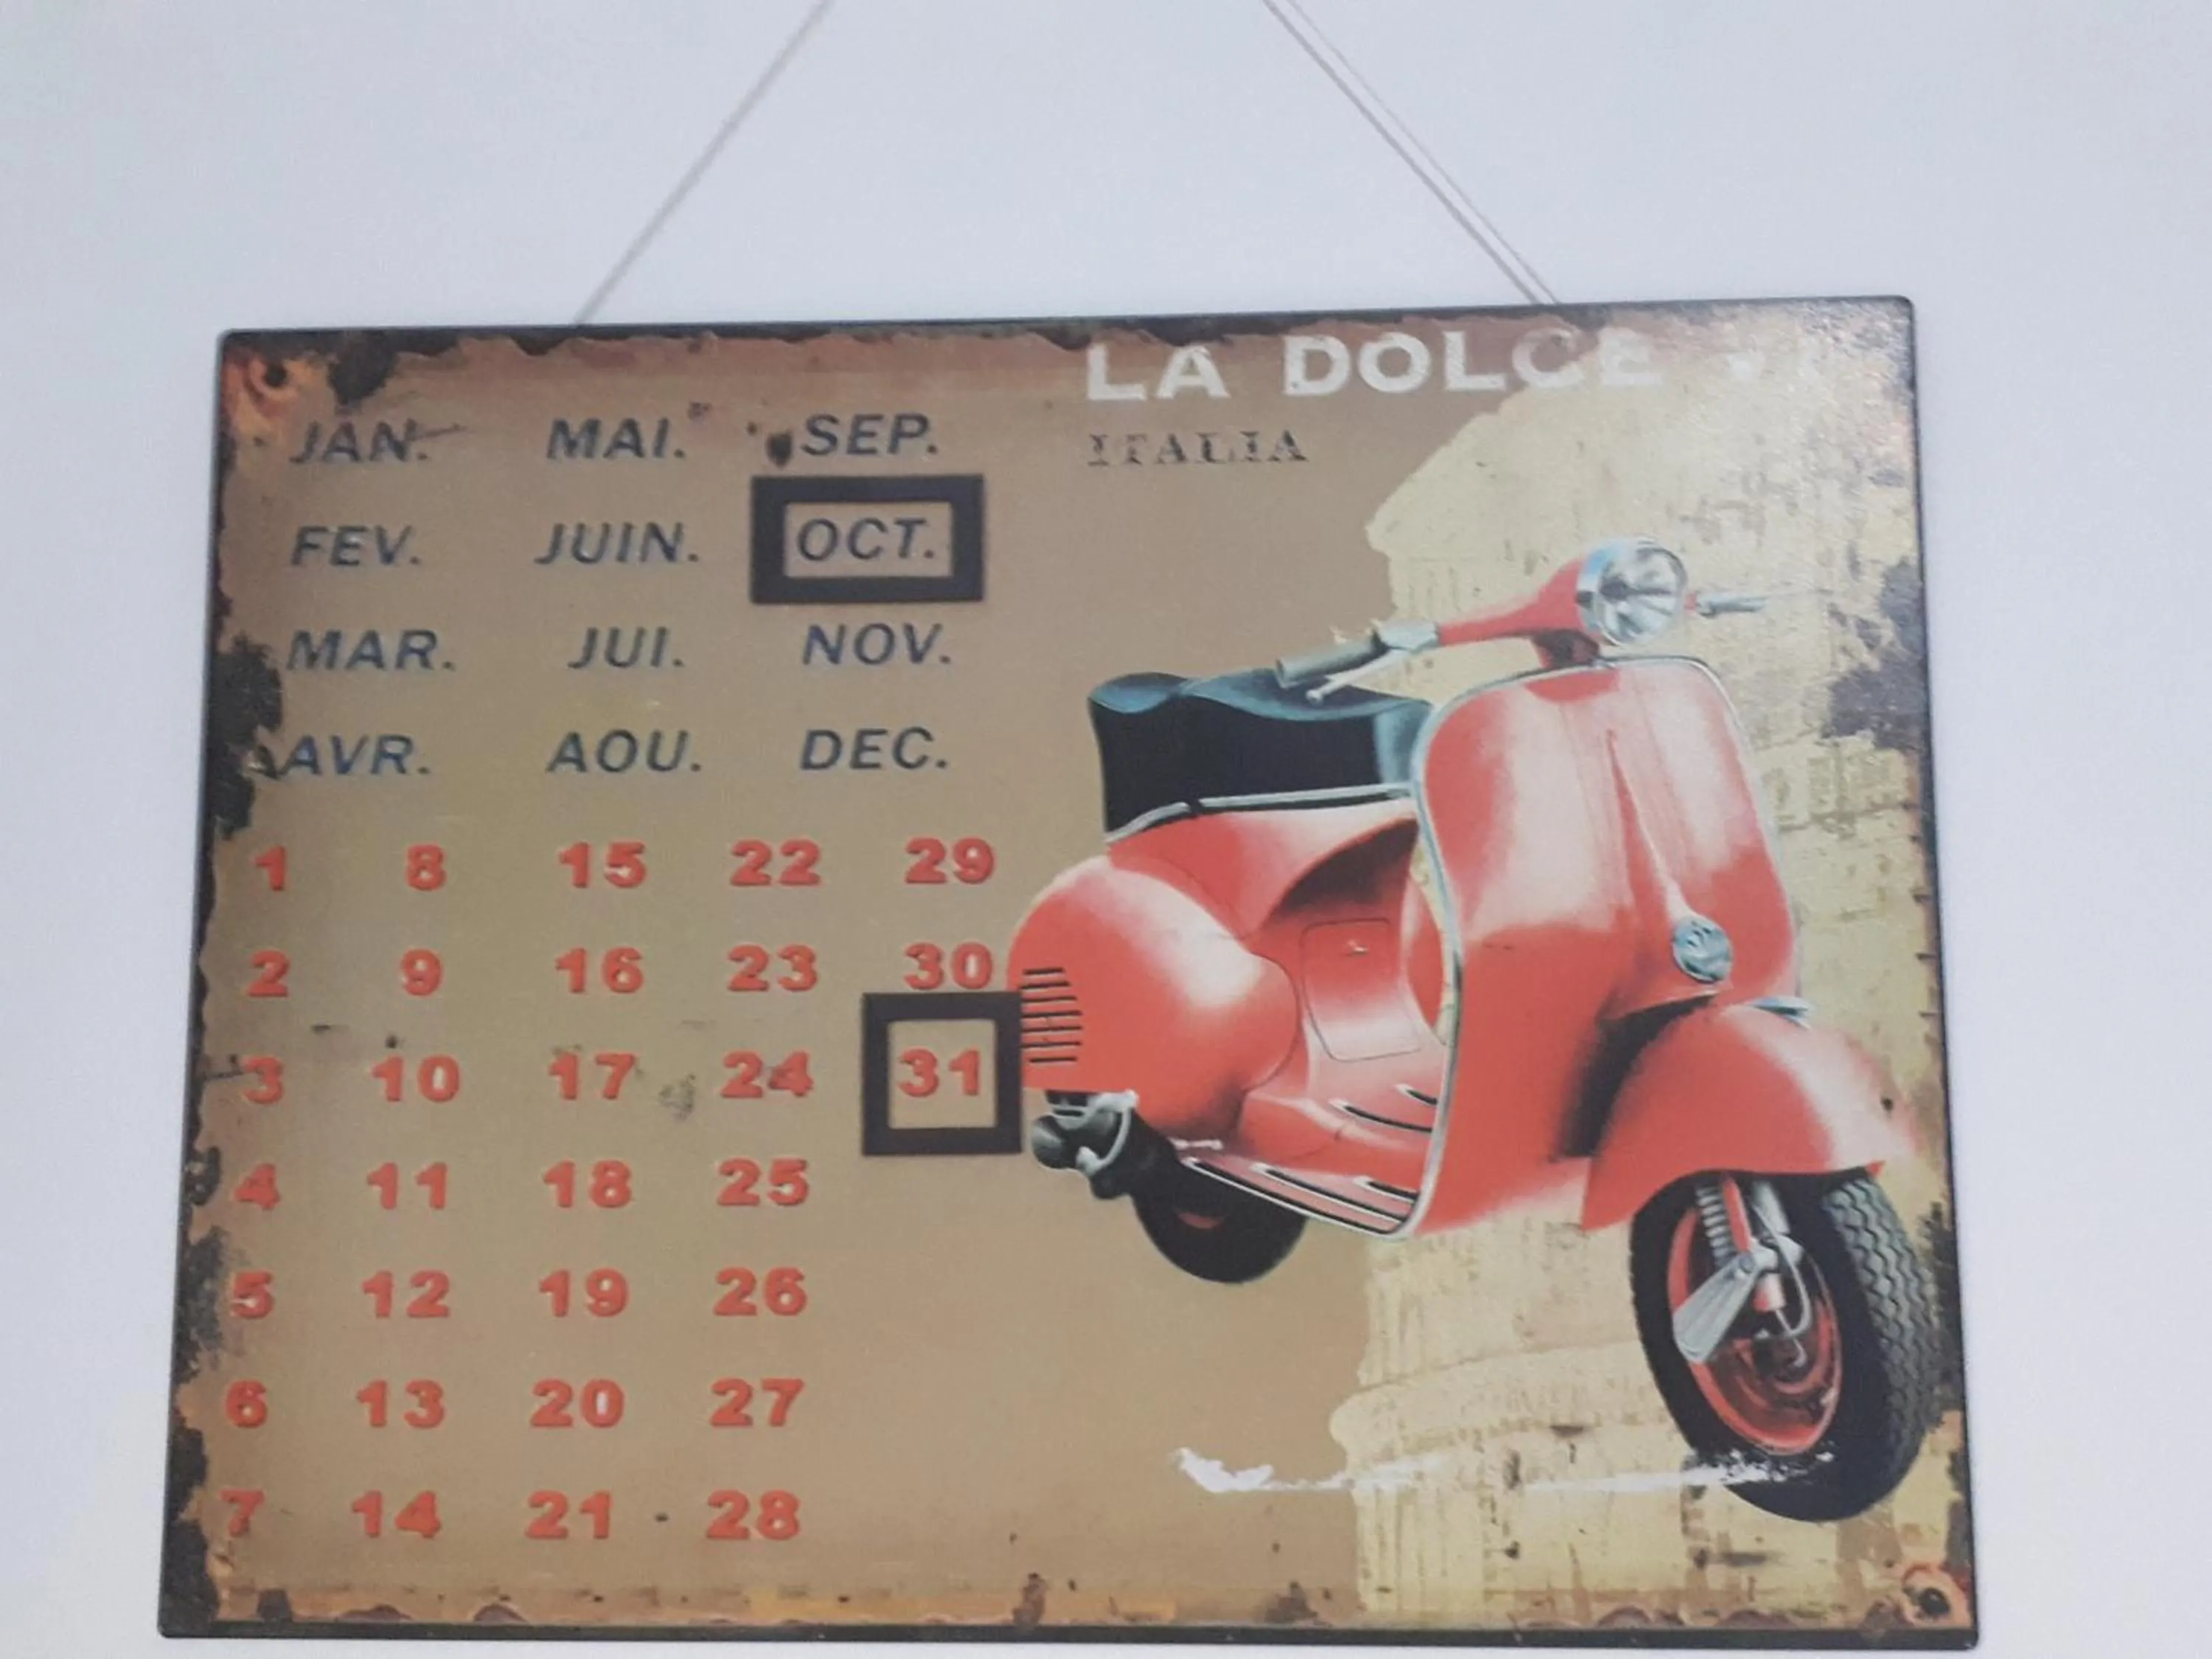 LA DOLCE
ITALIA
JAN. MAI. SEP.
FEV. JUIN. OCT.
MAR. JUI. NOV.
AVR. AOU. DEC.
1 8 15 22 29
2 9 16 23 30
3 10 17 24 31
4 11 18 25
5 12 19 26
6 13 20 27
7 14 21 28